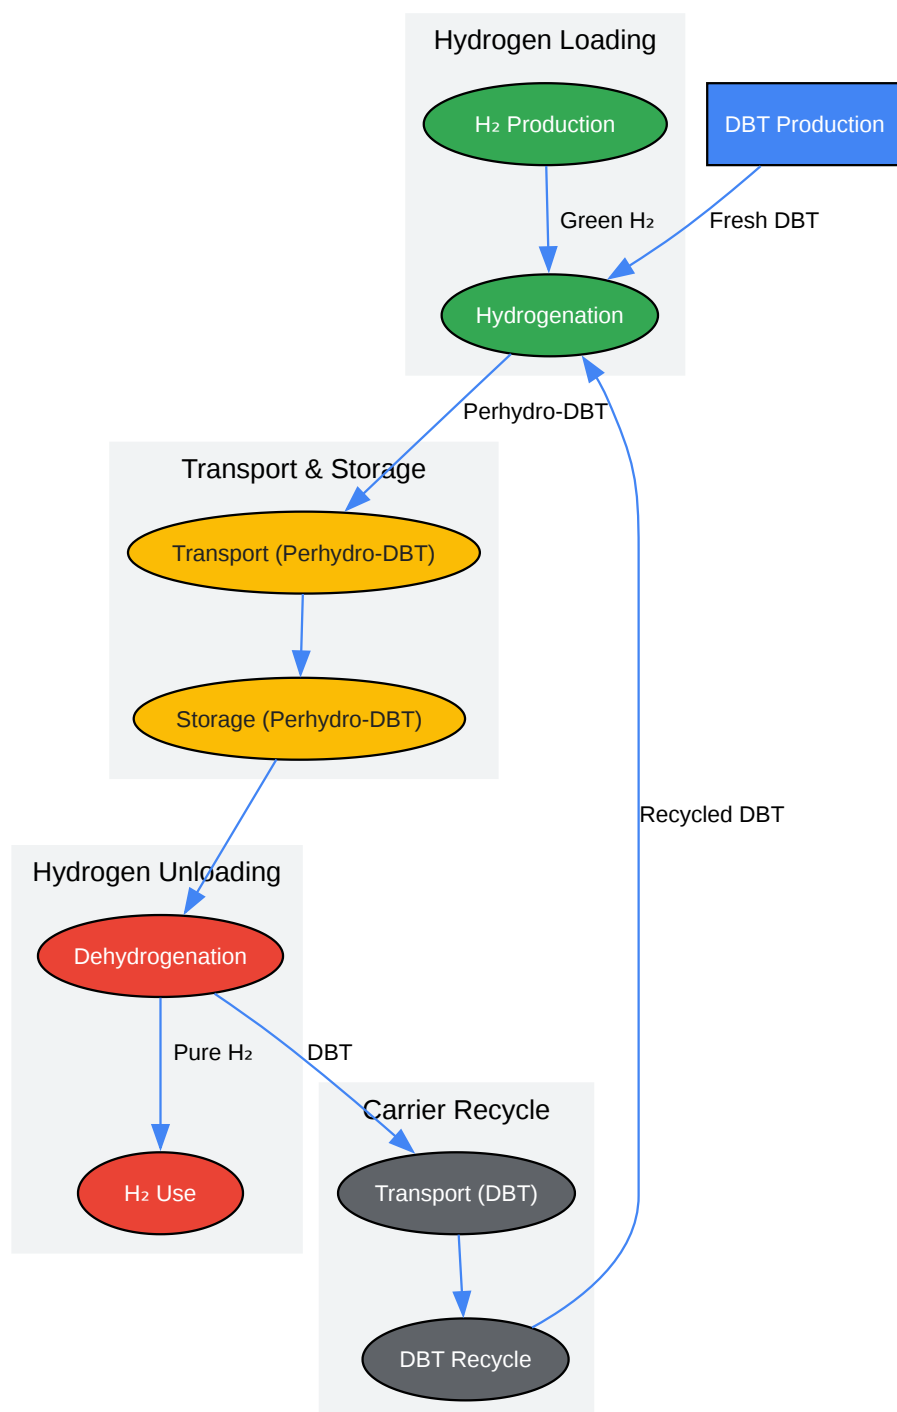 Hydrogen Loading
H₂ Production
DBT Production
Green H₂
Fresh DBT
Hydrogenation
Perhydro-DBT
Transport & Storage
Transport (Perhydro-DBT)
Storage (Perhydro-DBT)
Recycled DBT
Hydrogen Unloading
Dehydrogenation
Pure H₂
DBT
Carrier Recycle
H₂ Use
Transport (DBT)
DBT Recycle